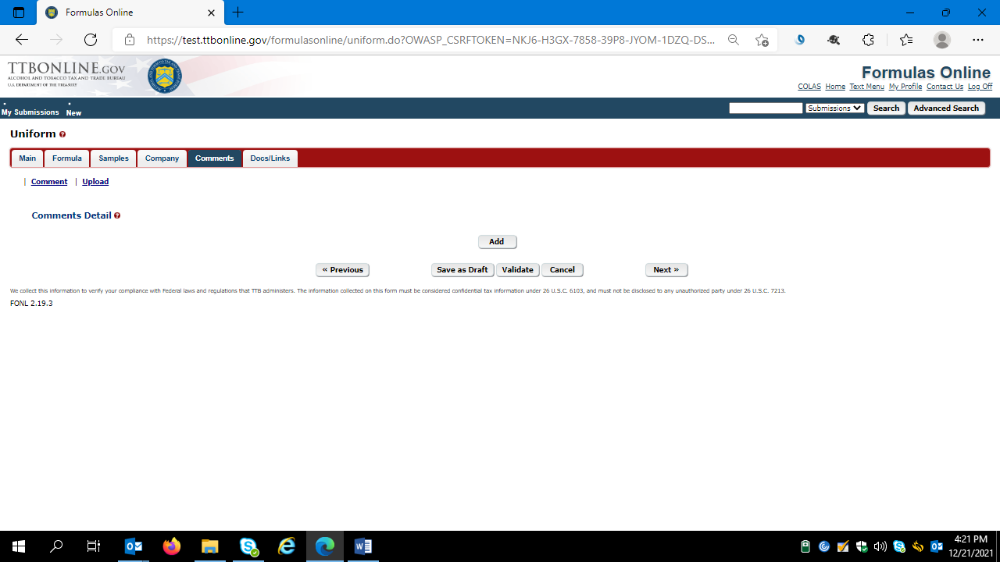 Formulas Online
https://test.ttbonline.gov/formulasonline/uniform.do?OWASP_CSRFTOKEN=NKJ6-H3GX-7858-39P8-JYOM-1DZQ-DS...
TTBONLINE.GOV
ALCOHOL AND TOBACCO TAX AND TRADE BUREAU
U.S. DEPARTMENT OF THE TREASURY
Formulas Online
COLAS Home Text Menu My Profile Contact Us Log Off
My Submissions New
Submissions Search Advanced Search
Uniform
Main Formula Samples Company Comments Docs/Links
| Comment | Upload
Comments Detail
Add
« Previous Save as Draft Validate Cancel Next »
We collect this information to verify your compliance with Federal laws and regulations that TTB administers. The information collected on this form must be considered confidential tax information under 26 U.S.C. 6103, and must not be disclosed to any unauthorized party under 26 U.S.C. 7213.
FONL 2.19.3
4:21 PM
12/21/2021